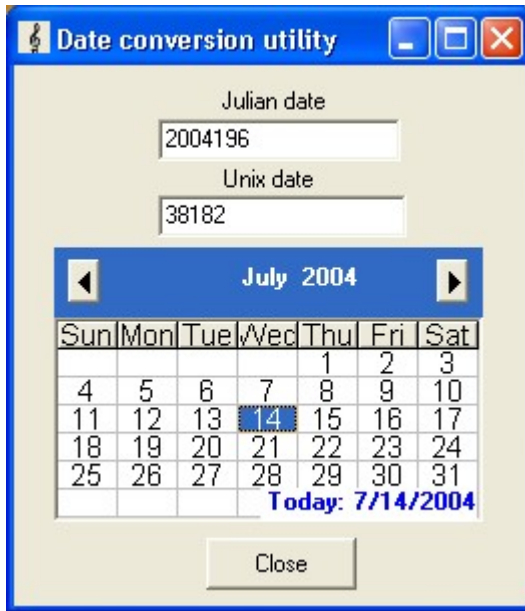 Date conversion utility
Julian date
2004196
Unix date
38182
July 2004
Sun Mon Tue Wed Thu Fri Sat
1 2 3
4 5 6 7 8 9 10
11 12 13 14 15 16 17
18 19 20 21 22 23 24
25 26 27 28 29 30 31
Today: 7/14/2004
Close